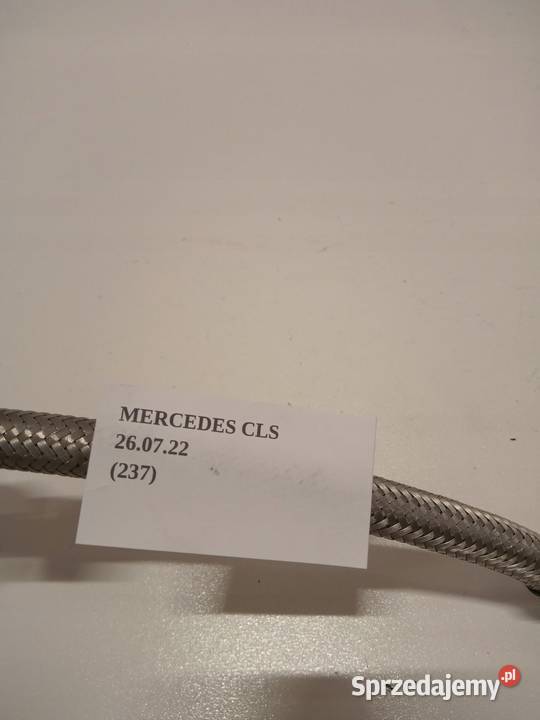 MERCEDES CLS
26.07.22
(237)
Sprzedajemy.pl